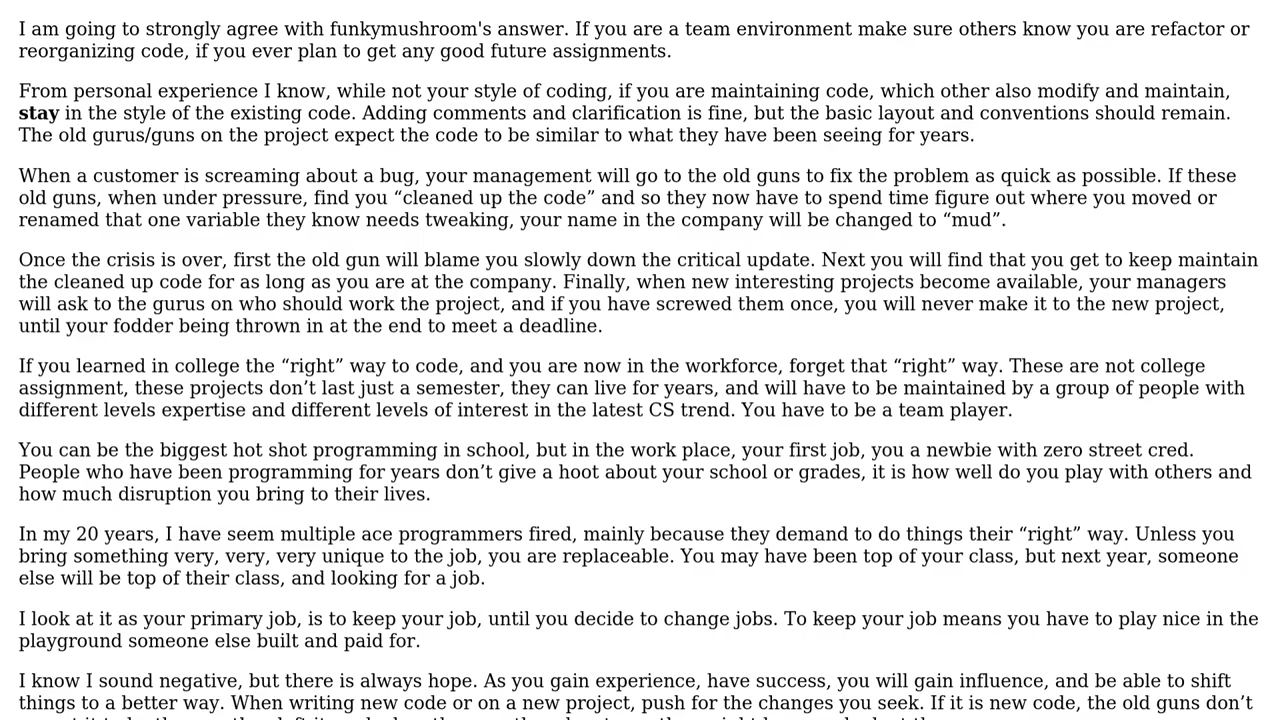 I am going to strongly agree with funkymushroom's answer. If you are a team environment make sure others know you are refactor or
reorganizing code, if you ever plan to get any good future assignments.
From personal experience I know, while not your style of coding, if you are maintaining code, which other also modify and maintain,
stay in the style of the existing code. Adding comments and clarification is fine, but the basic layout and conventions should remain.
The old gurus/guns on the project expect the code to be similar to what they have been seeing for years.
When a customer is screaming about a bug, your management will go to the old guns to fix the problem as quick as possible. If these
old guns, when under pressure, find you “cleaned up the code” and so they now have to spend time figure out where you moved or
renamed that one variable they know needs tweaking, your name in the company will be changed to “mud”.
Once the crisis is over, first the old gun will blame you slowly down the critical update. Next you will find that you get to keep maintain
the cleaned up code for as long as you are at the company. Finally, when new interesting projects become available, your managers
will ask to the gurus on who should work the project, and if you have screwed them once, you will never make it to the new project,
until your fodder being thrown in at the end to meet a deadline.
If you learned in college the “right” way to code, and you are now in the workforce, forget that “right” way. These are not college
assignment, these projects don’t last just a semester, they can live for years, and will have to be maintained by a group of people with
different levels expertise and different levels of interest in the latest CS trend. You have to be a team player.
You can be the biggest hot shot programming in school, but in the work place, your first job, you a newbie with zero street cred.
People who have been programming for years don’t give a hoot about your school or grades, it is how well do you play with others and
how much disruption you bring to their lives.
In my 20 years, I have seem multiple ace programmers fired, mainly because they demand to do things their “right” way. Unless you
bring something very, very, very unique to the job, you are replaceable. You may have been top of your class, but next year, someone
else will be top of their class, and looking for a job.
I look at it as your primary job, is to keep your job, until you decide to change jobs. To keep your job means you have to play nice in the
playground someone else built and paid for.
I know I sound negative, but there is always hope. As you gain experience, have success, you will gain influence, and be able to shift
things to a better way. When writing new code or on a new project, push for the changes you seek. If it is new code, the old guns don’t